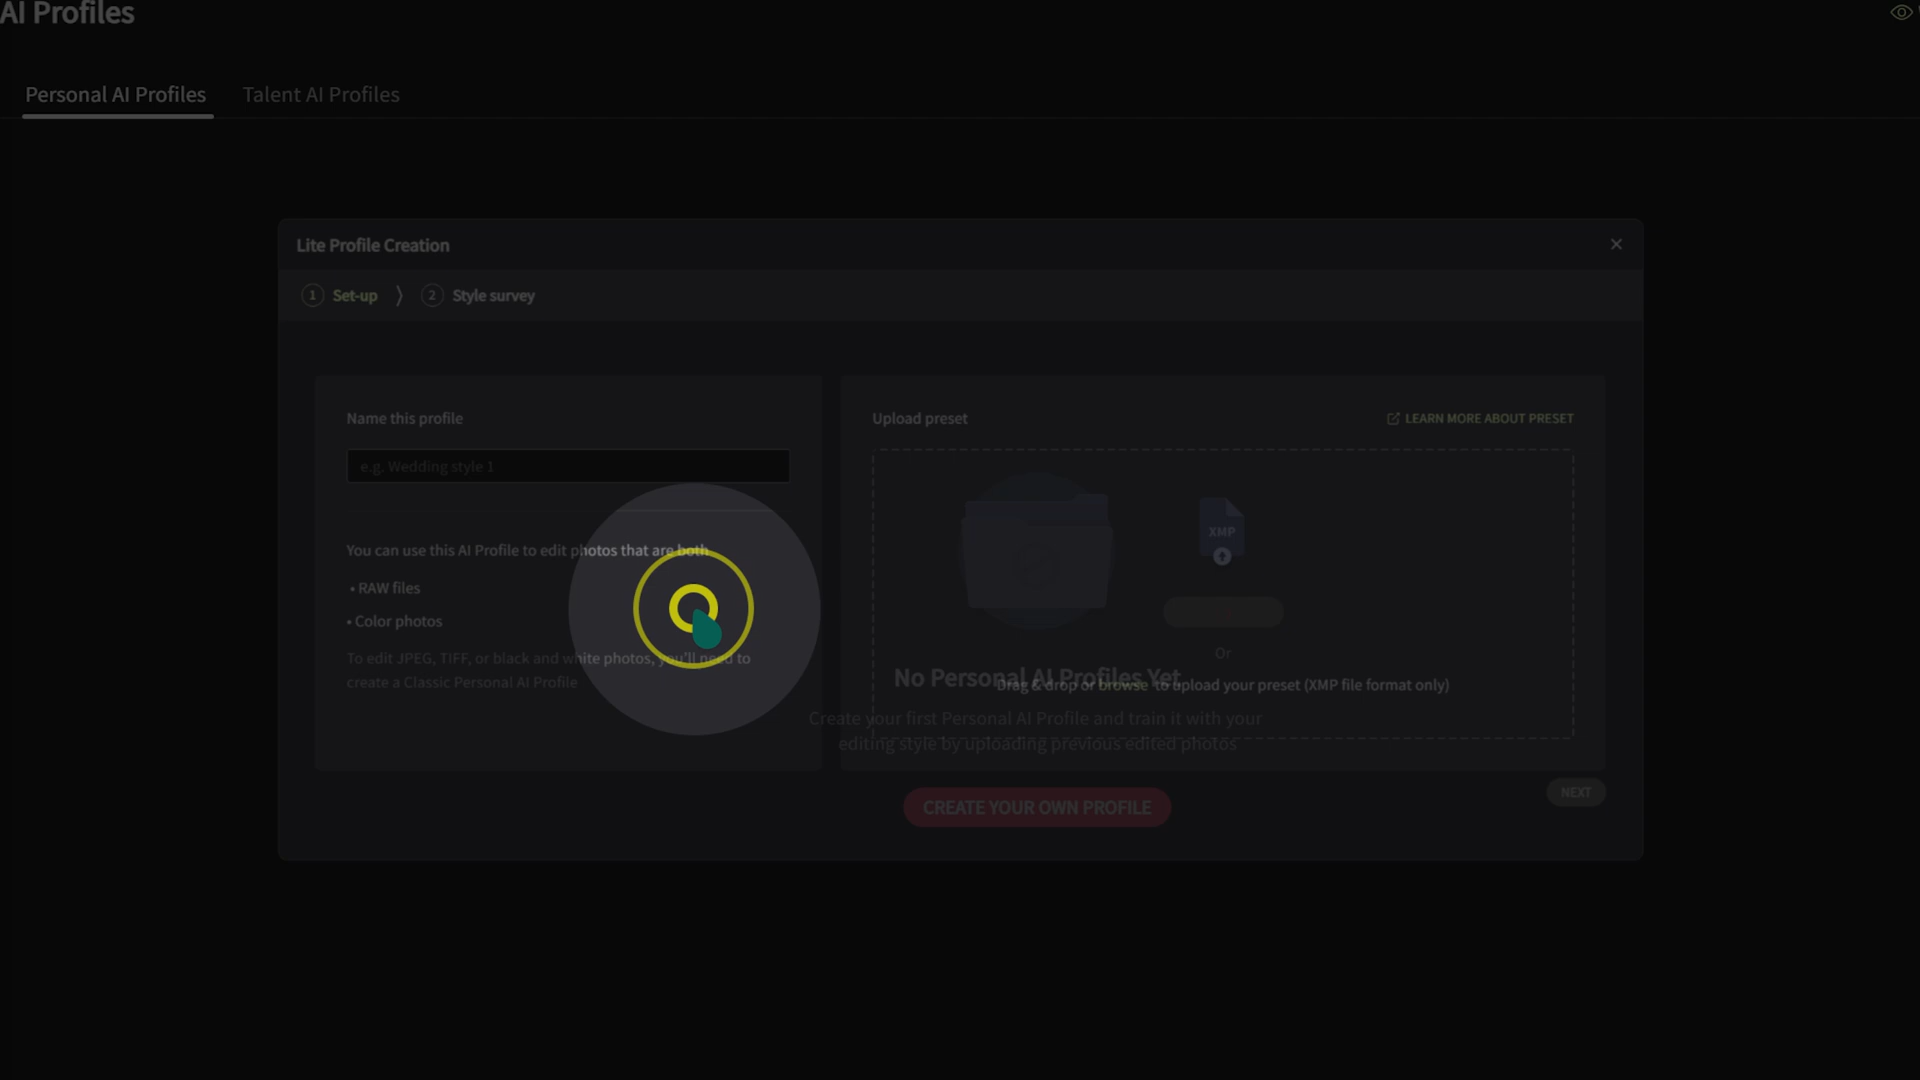 AI Profiles
Personal AI Profiles
Talent AI Profiles
Lite Profile Creation
1 Set-up
2 Style survey
Name this profile
e.g. Wedding style 1
You can use this AI Profile to edit photos that are both
• RAW files
• Color photos
To edit JPEG, TIFF, or black and white photos, you'll need to
create a Classic Personal AI Profile
Upload preset
LEARN MORE ABOUT PRESET
XMP
Or
Drag & drop or browse to upload your preset (XMP file format only)
No Personal AI Profiles Yet
Create your first Personal AI Profile and train it with your
editing style by uploading previous edited photos
CREATE YOUR OWN PROFILE
NEXT